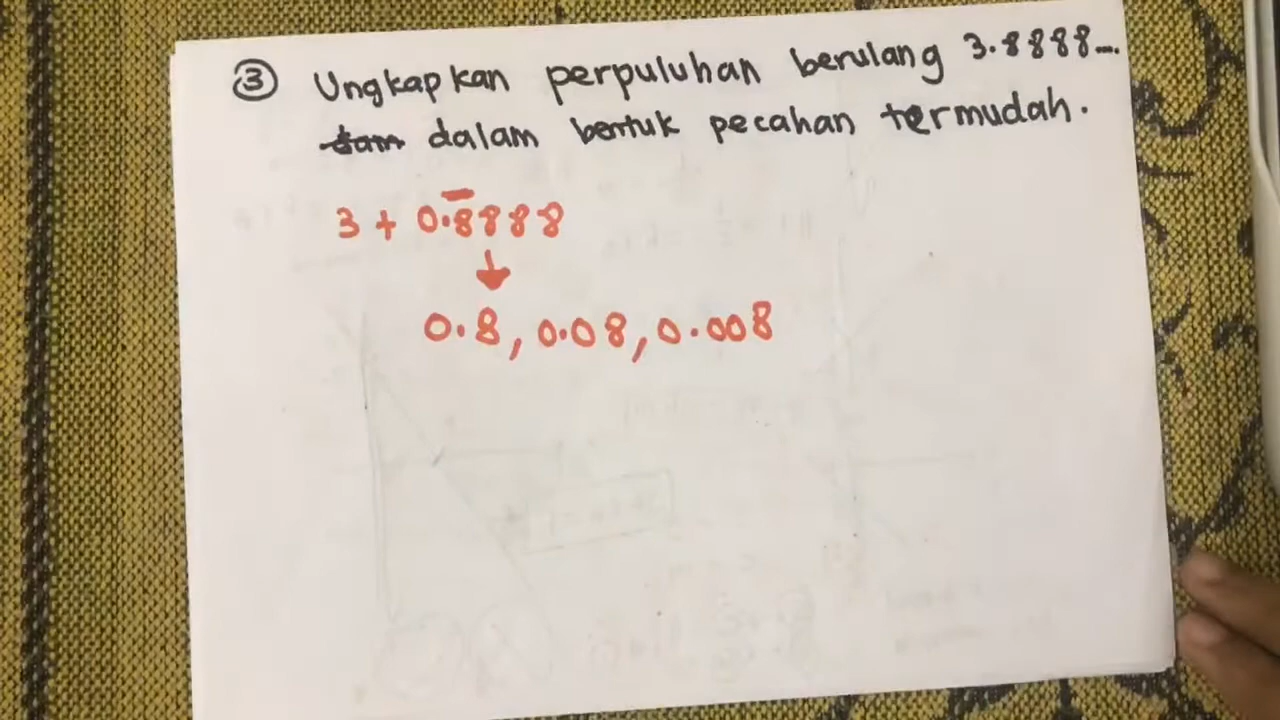 ③ Ungkapkan perpuluhan berulang 3.8888...
dalam bentuk pecahan termudah.
3 + 0.8888
0.8, 0.08, 0.008